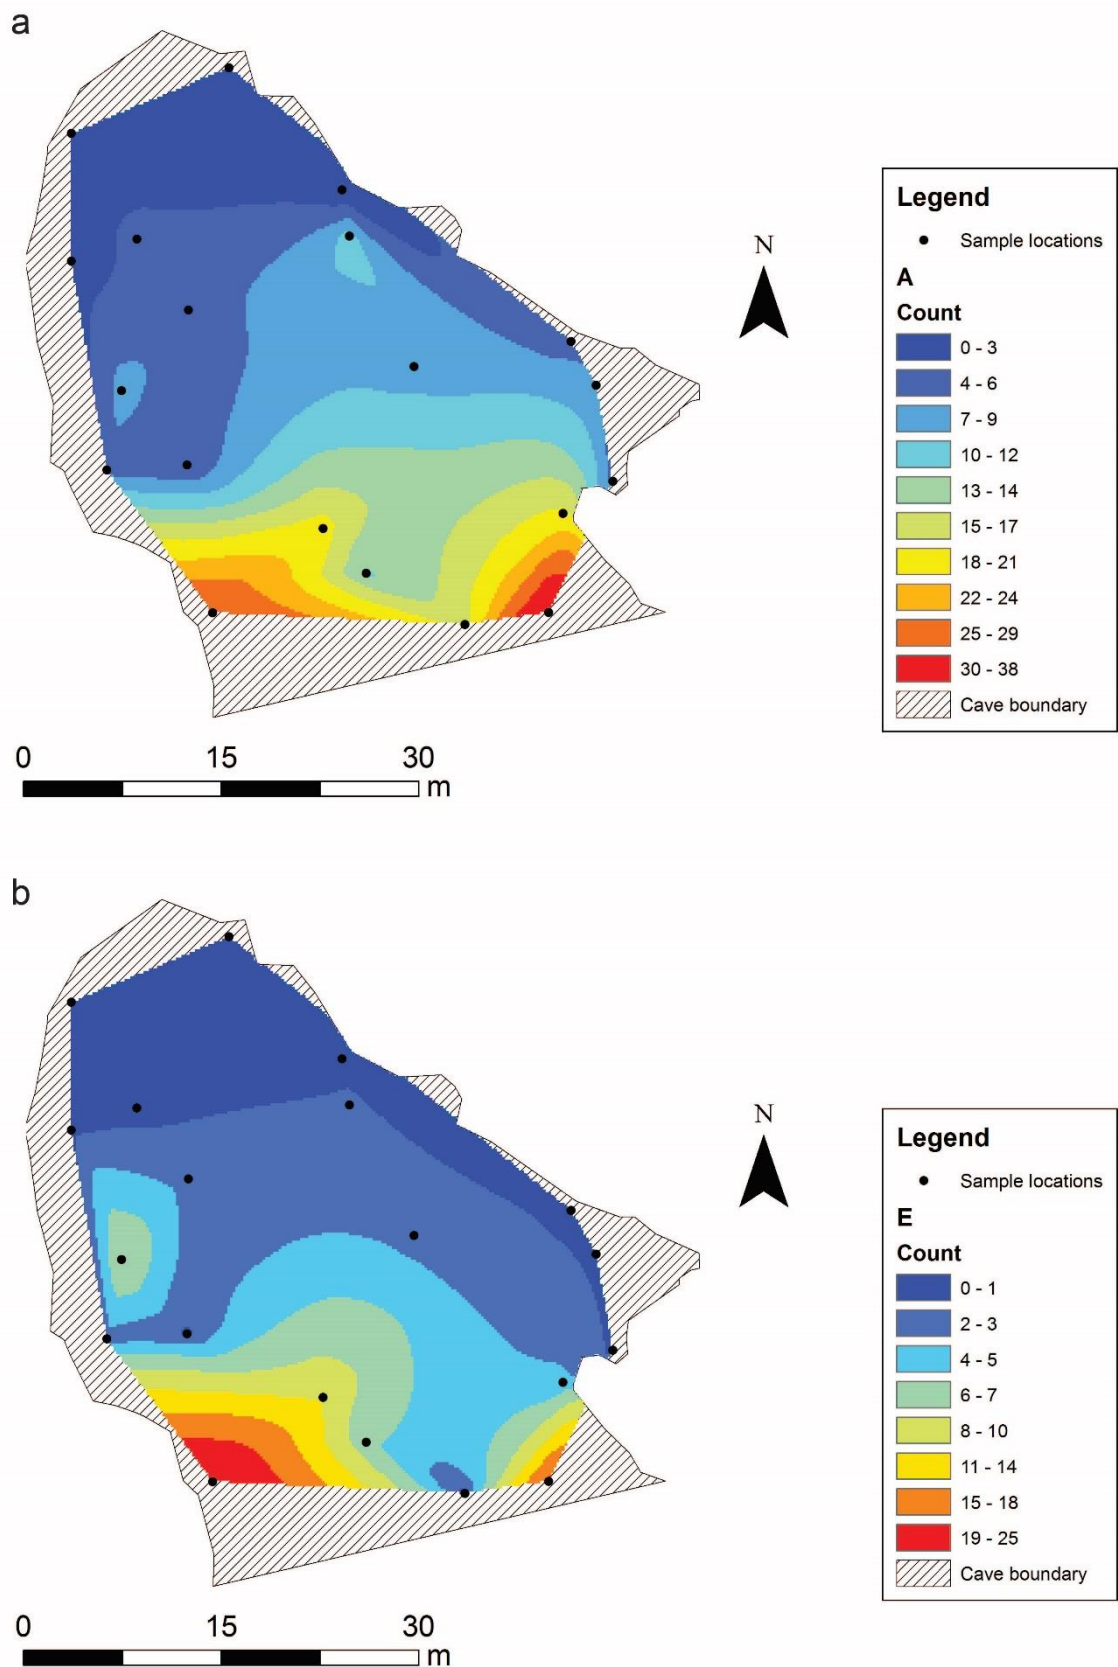 a
N
Legend
Sample locations
A
Count
0 - 3
4 - 6
7 - 9
10 - 12
13 - 14
15 - 17
18 - 21
22 - 24
25 - 29
30 - 38
Cave boundary
0 15 30
m
b
N
Legend
Sample locations
E
Count
0 - 1
2 - 3
4 - 5
6 - 7
8 - 10
11 - 14
15 - 18
19 - 25
Cave boundary
0 15 30
m